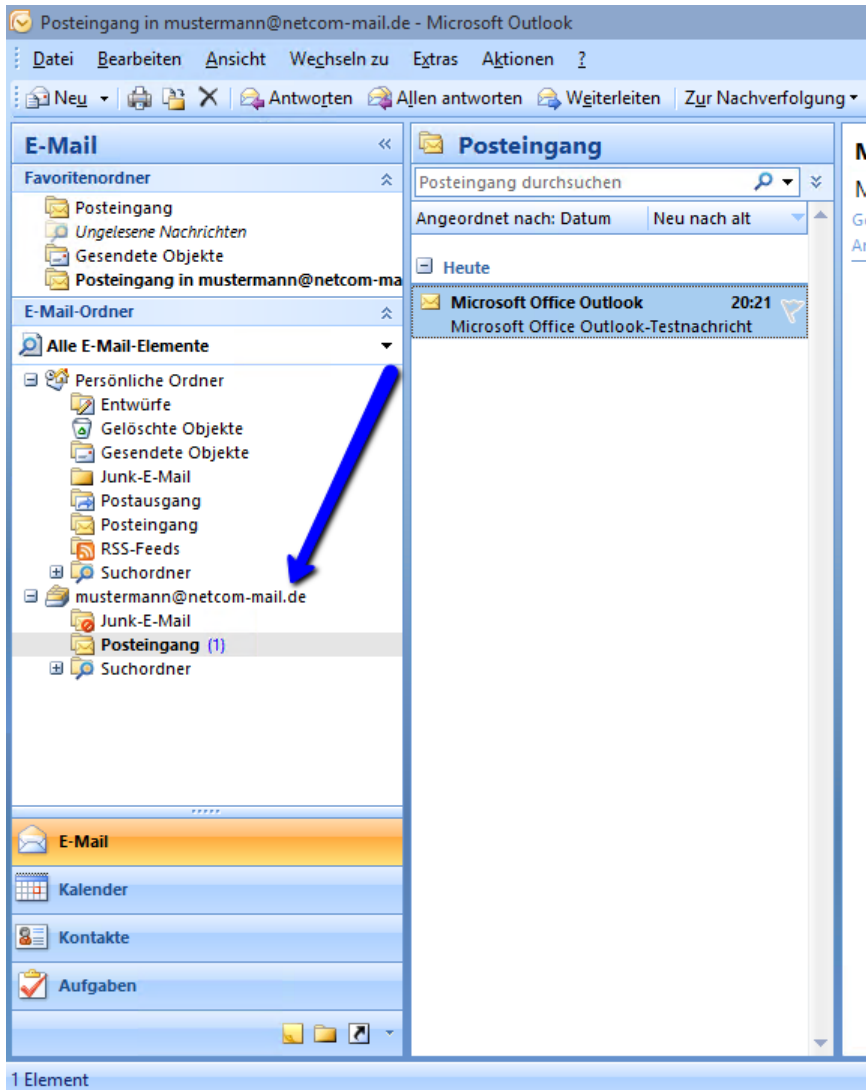 Posteingang in mustermann@netcom-mail.de - Microsoft Outlook
Datei Bearbeiten Ansicht Wechseln zu Extras Aktionen ?
Neu Antworten Allen antworten Weiterleiten Zur Nachverfolgung
E-Mail
Favoritenordner
Posteingang
Ungelesene Nachrichten
Gesendete Objekte
Posteingang in mustermann@netcom-ma
E-Mail-Ordner
Alle E-Mail-Elemente
Persönliche Ordner
Entwürfe
Gelöschte Objekte
Gesendete Objekte
Junk-E-Mail
Postausgang
Posteingang
RSS-Feeds
Suchordner
mustermann@netcom-mail.de
Junk-E-Mail
Posteingang (1)
Suchordner
E-Mail
Kalender
Kontakte
Aufgaben
Posteingang
Posteingang durchsuchen
Angeordnet nach: Datum Neu nach alt
Heute
Microsoft Office Outlook 20:21
Microsoft Office Outlook-Testnachricht
1 Element